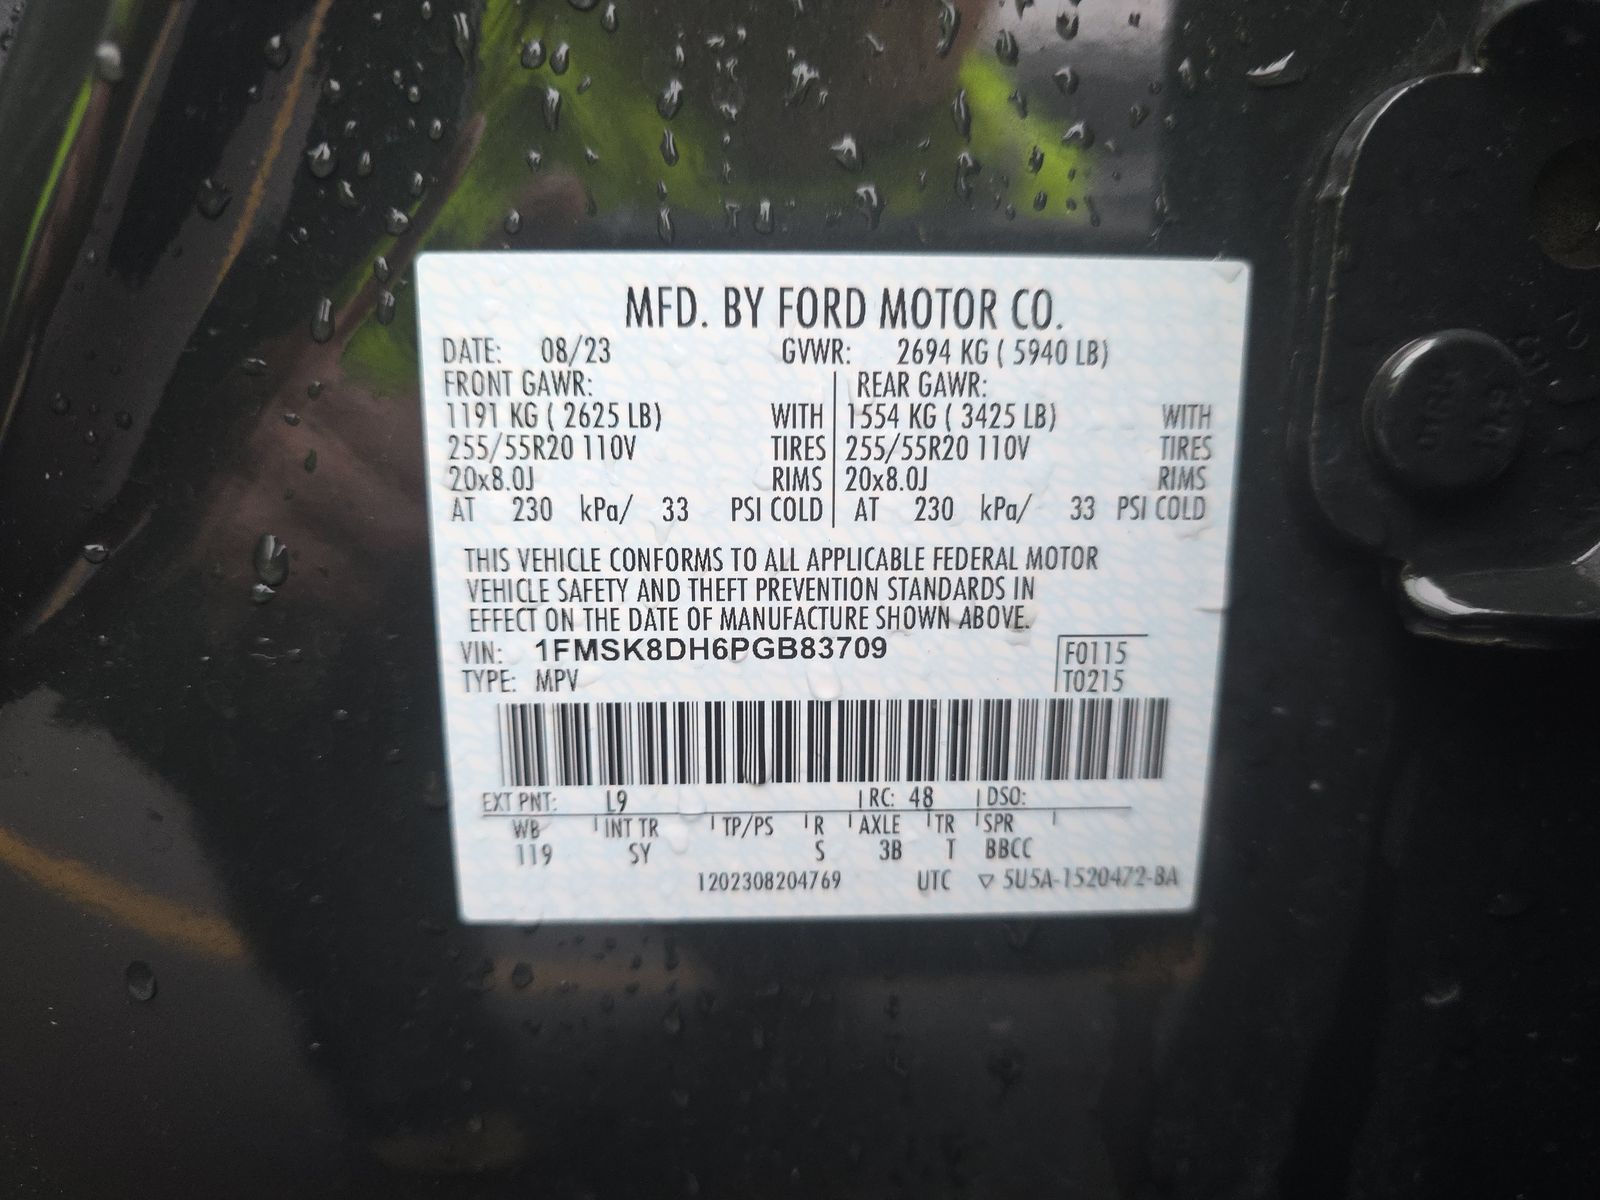 MFD. BY FORD MOTOR CO.
DATE: 08/23 GVWR: 2694 KG ( 5940 LB)
FRONT GAWR: REAR GAWR:
1191 KG ( 2625 LB) WITH 1554 KG ( 3425 LB) WITH
255/55R20 110V TIRES 255/55R20 110V TIRES
20x8.0J RIMS 20x8.0J RIMS
AT 230 kPa/ 33 PSI COLD AT 230 kPa/ 33 PSI COLD
THIS VEHICLE CONFORMS TO ALL APPLICABLE FEDERAL MOTOR
VEHICLE SAFETY AND THEFT PREVENTION STANDARDS IN
EFFECT ON THE DATE OF MANUFACTURE SHOWN ABOVE.
VIN: 1FMSK8DH6PGB83709 F0115
TYPE: MPV T0215
EXT PNT: L9 RC: 48 DSO:
WB INT TR TP/PS R AXLE TR SPR
119 SY S 3B T BBCC
1202308204769 UTC ▽ 5U5A-1520472-BA